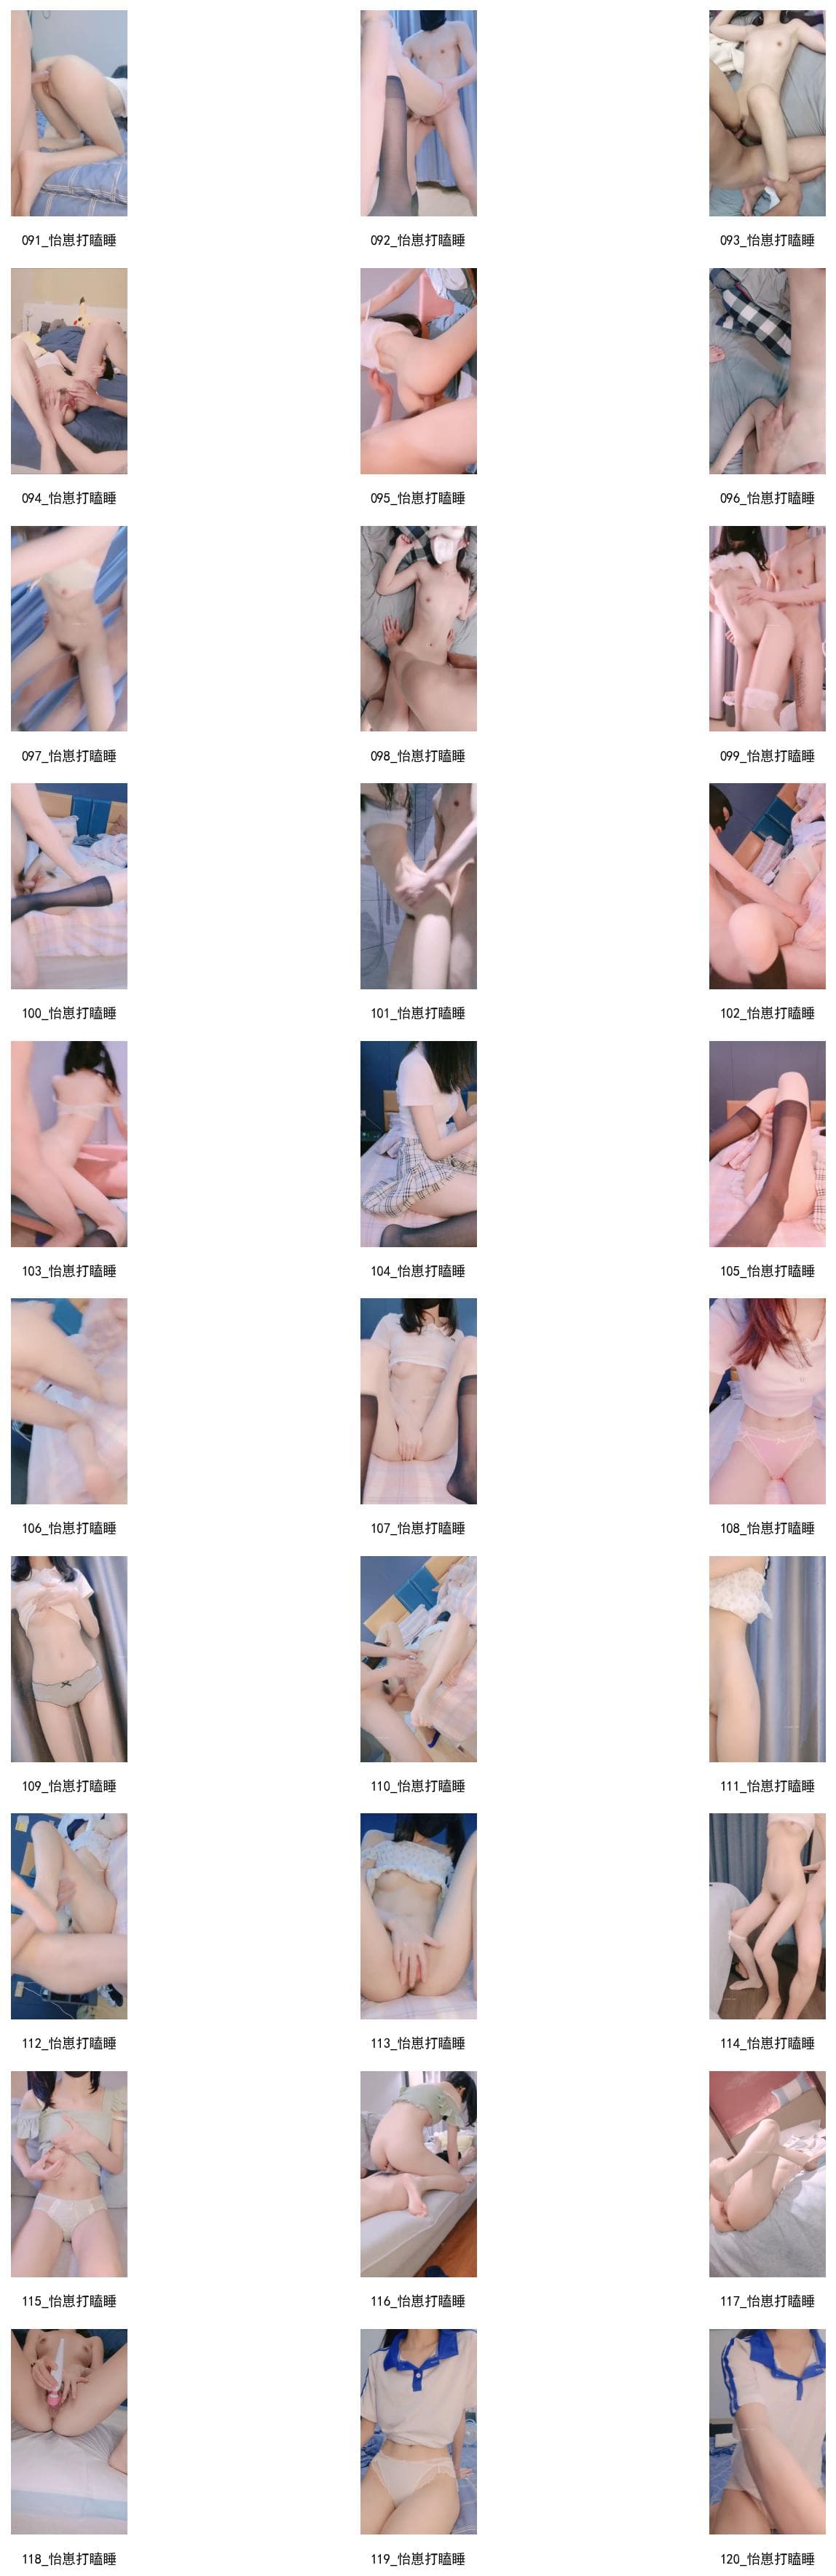 091_怡崽打瞌睡
092_怡崽打瞌睡
093_怡崽打瞌睡
094_怡崽打瞌睡
095_怡崽打瞌睡
096_怡崽打瞌睡
097_怡崽打瞌睡
098_怡崽打瞌睡
099_怡崽打瞌睡
100_怡崽打瞌睡
101_怡崽打瞌睡
102_怡崽打瞌睡
103_怡崽打瞌睡
104_怡崽打瞌睡
105_怡崽打瞌睡
106_怡崽打瞌睡
107_怡崽打瞌睡
108_怡崽打瞌睡
109_怡崽打瞌睡
110_怡崽打瞌睡
111_怡崽打瞌睡
112_怡崽打瞌睡
113_怡崽打瞌睡
114_怡崽打瞌睡
115_怡崽打瞌睡
116_怡崽打瞌睡
117_怡崽打瞌睡
118_怡崽打瞌睡
119_怡崽打瞌睡
120_怡崽打瞌睡